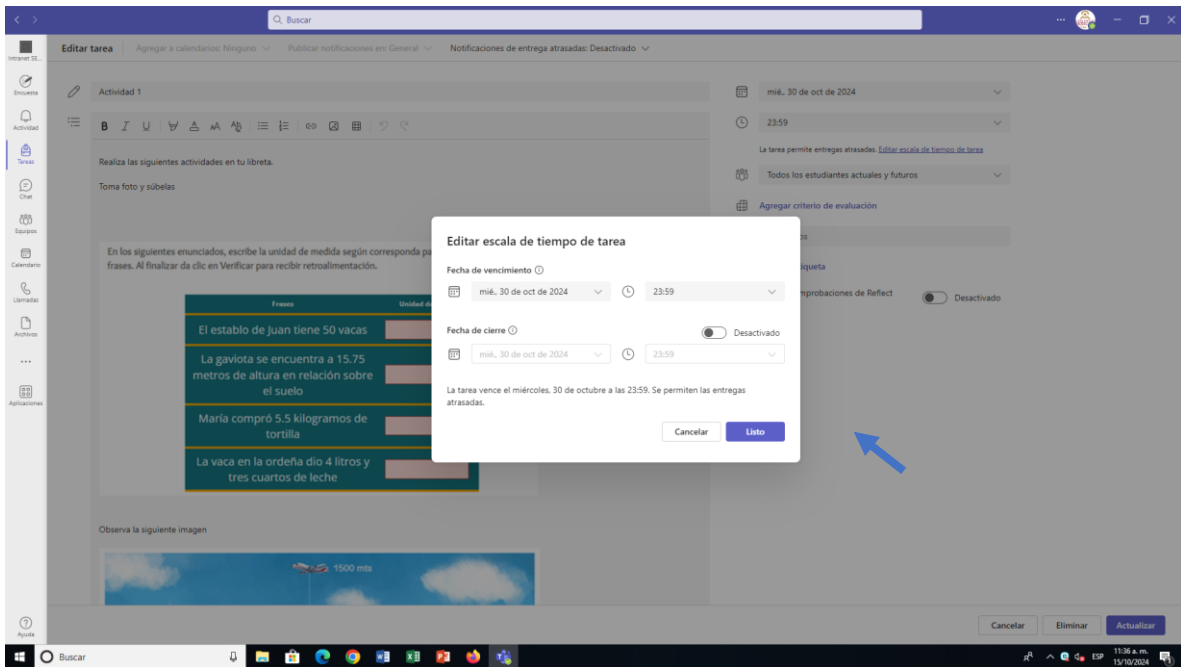 Buscar
Intranet SE...
Encuesta
Actividad
Tareas
Chat
Equipos
Calendario
Llamadas
Archivos
Aplicaciones
Ayuda
Editar tarea
Agregar a calendarios: Ninguno
Publicar notificaciones en: General
Notificaciones de entrega atrasadas: Desactivado
Actividad 1
B I U
Realiza las siguientes actividades en tu libreta.
Toma foto y súbelas
En los siguientes enunciados, escribe la unidad de medida según corresponda
frases. Al finalizar da clic en Verificar para recibir retroalimentación.
Frases Unidad
El establo de Juan tiene 50 vacas
La gaviota se encuentra a 15.75
metros de altura en relación sobre
el suelo
María compró 5.5 kilogramos de
tortilla
La vaca en la ordeña dio 4 litros y
tres cuartos de leche
Observa la siguiente imagen
1500 mts
mié., 30 de oct de 2024
23:59
La tarea permite entregas atrasadas. Editar escala de tiempo de tarea
Todos los estudiantes actuales y futuros
Agregar criterio de evaluación
iqueta
mprobaciones de Reflect
Desactivado
Editar escala de tiempo de tarea
Fecha de vencimiento
mié., 30 de oct de 2024 23:59
Fecha de cierre Desactivado
mié., 30 de oct de 2024 23:59
La tarea vence el miércoles, 30 de octubre a las 23:59. Se permiten las entregas
atrasadas.
Cancelar Listo
Cancelar Eliminar Actualizar
Buscar
ESP
11:36 a. m.
15/10/2024